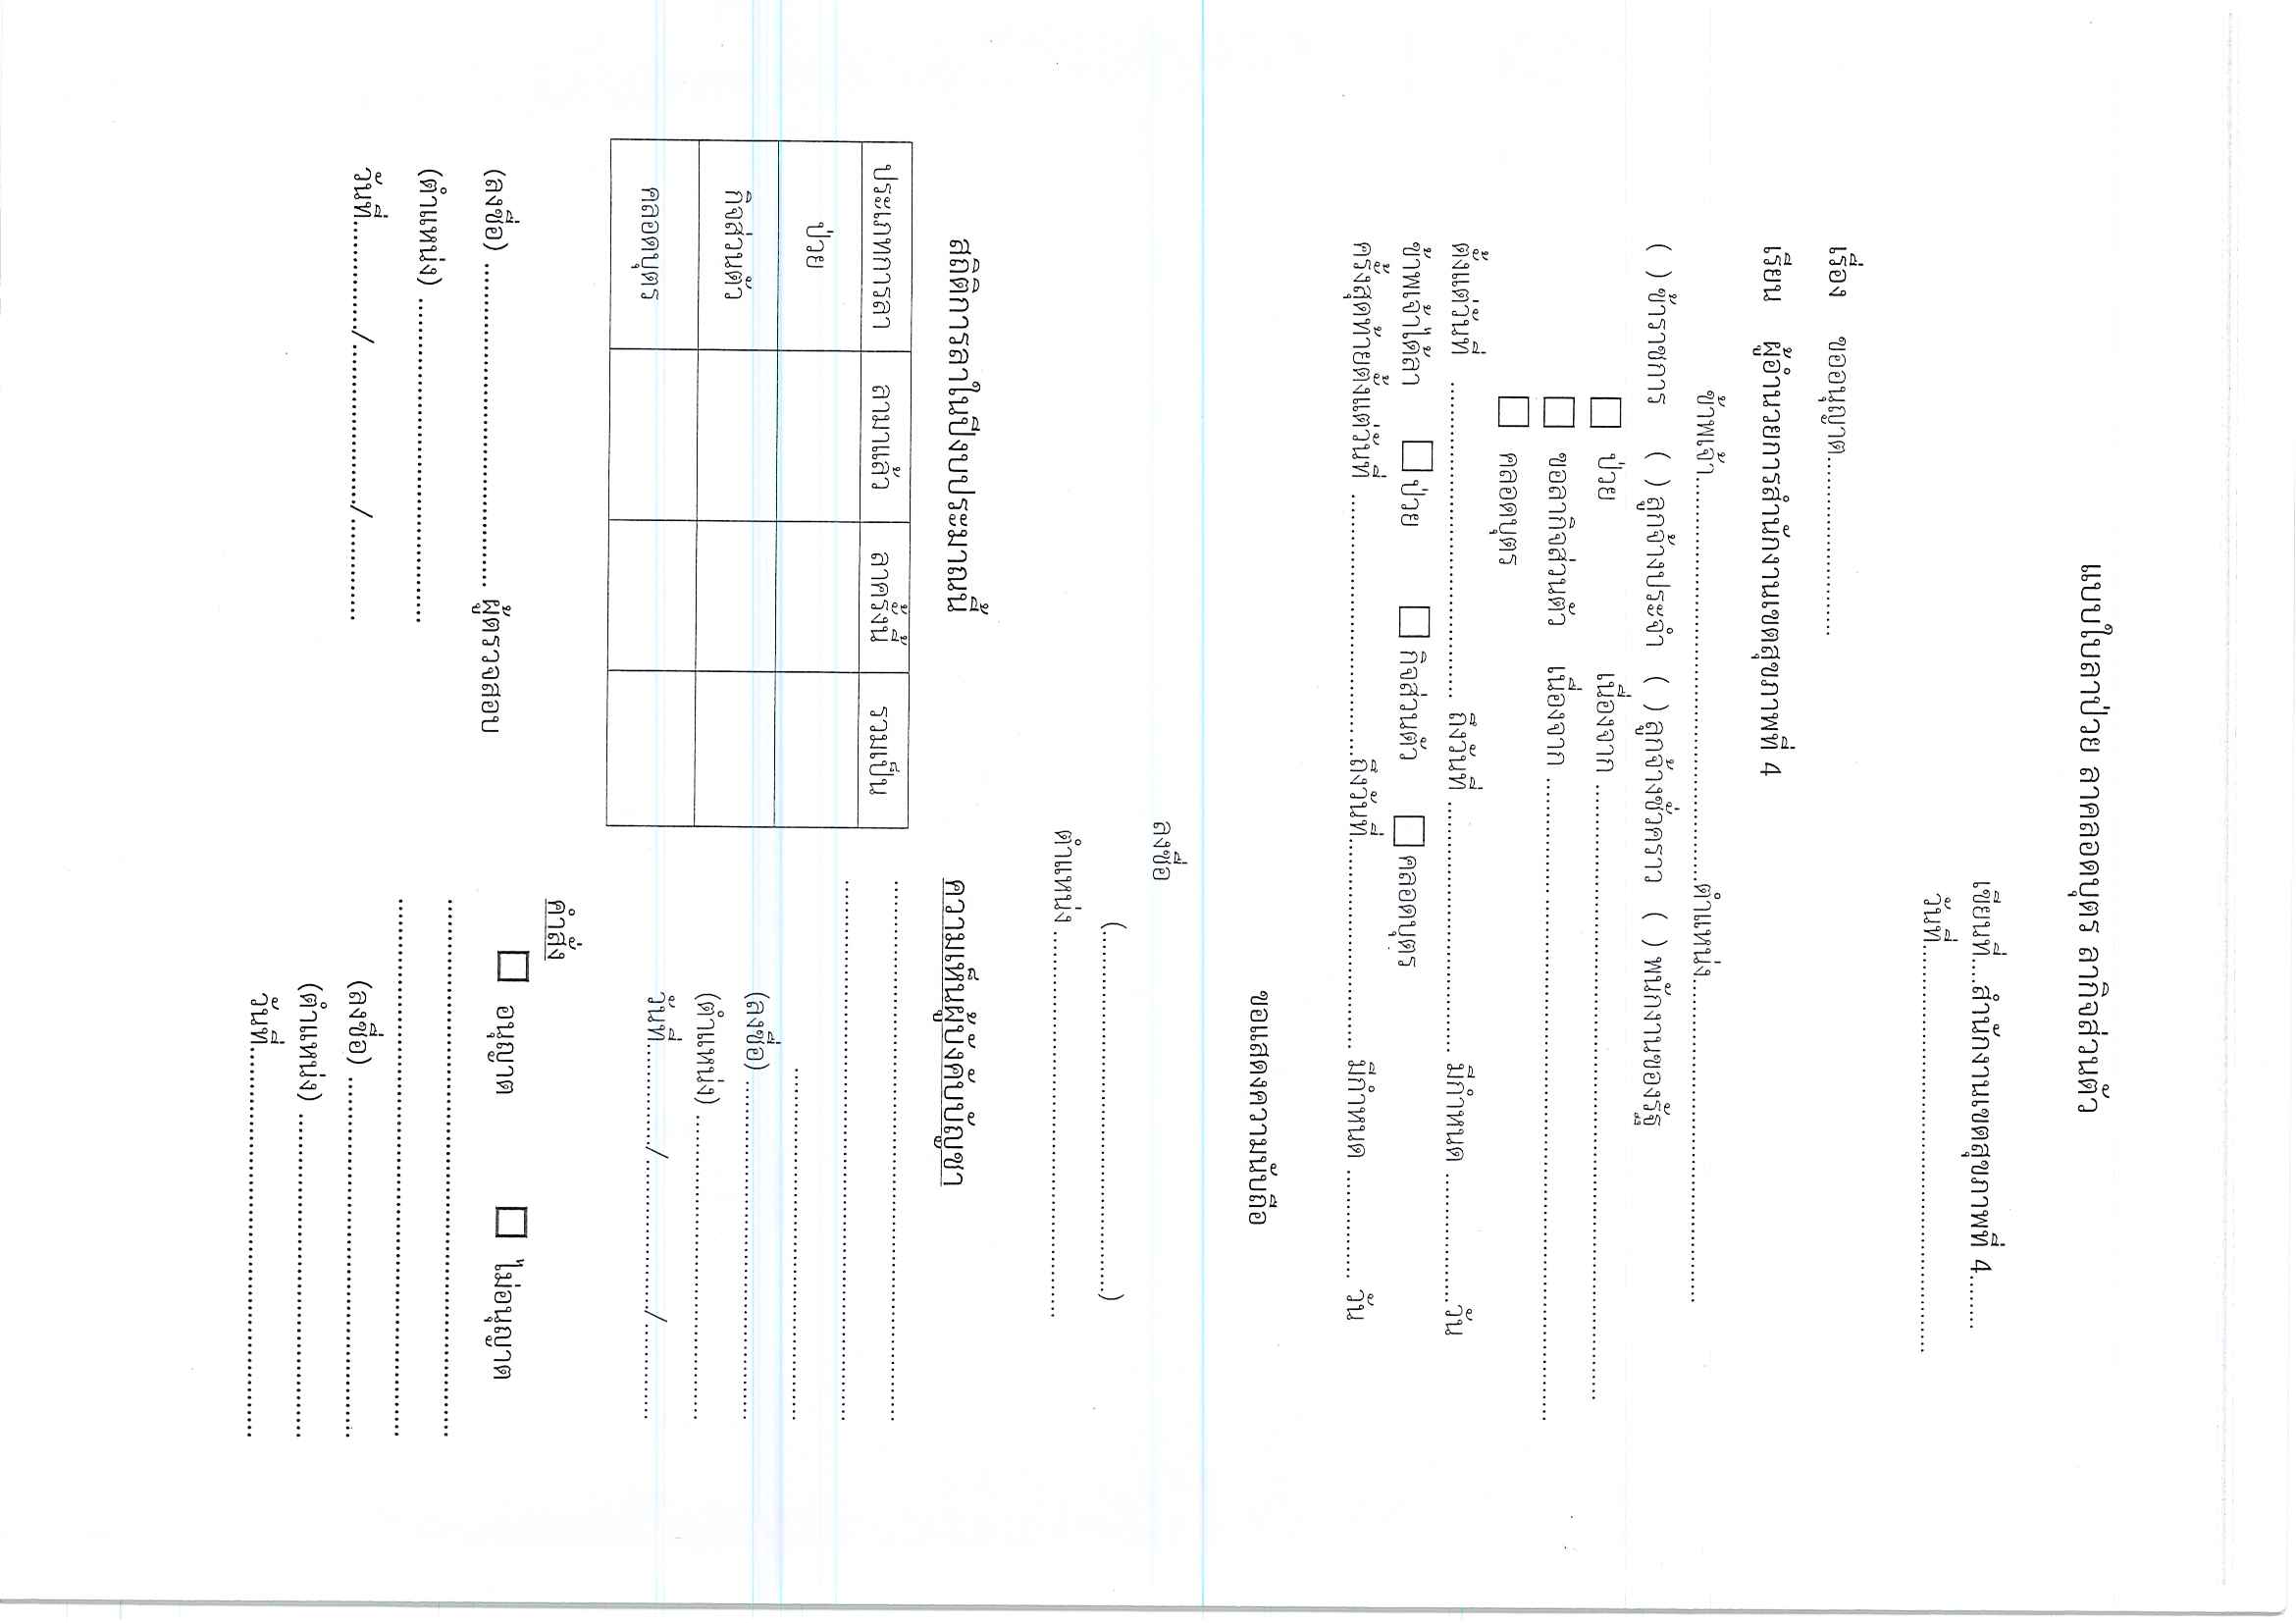 แบบใบลาป่วย ลาคลอดบุตร ลากิจส่วนตัว
เขียนที่....สำนักงานเขตสุขภาพที่ 4........
วันที่............................................................
เรื่อง ขออนุญาต..........................
เรียน ผู้อำนวยการสำนักงานเขตสุขภาพที่ 4
ข้าพเจ้า............................................................ตำแหน่ง................................................
( ) ข้าราชการ ( ) ลูกจ้างประจำ ( ) ลูกจ้างชั่วคราว ( ) พนักงานของรัฐ
☐ ป่วย เนื่องจาก ..........................................................................................
☐ ขอลากิจส่วนตัว เนื่องจาก ..............................................................................................
☐ คลอดบุตร
ตั้งแต่วันที่ .............................................. ถึงวันที่ .................................... มีกำหนด ...................วัน
ข้าพเจ้าได้ลา ☐ ป่วย ☐ กิจส่วนตัว ☐ คลอดบุตร
ครั้งสุดท้ายตั้งแต่วันที่ ......................................ถึงวันที่............................... มีกำหนด ................ วัน
ขอแสดงความนับถือ
ลงชื่อ
(.....................................................)
ตำแหน่ง ........................................................
สถิติการลาในปีงบประมาณนี้
ประเภทการลา ลามาแล้ว ลาครั้งนี้ รวมเป็น
ป่วย
กิจส่วนตัว
คลอดบุตร
(ลงชื่อ) ............................................ ผู้ตรวจสอบ
(ตำแหน่ง) ............................................
วันที่.............../......................./..............
ความเห็นผู้บังคับบัญชา
..............................................................................
..............................................................................
...................................................
(ลงชื่อ) .................................................
(ตำแหน่ง) ............................................
วันที่.............../....................../..............
คำสั่ง
☐ อนุญาต ☐ ไม่อนุญาต
..........................................................................
..........................................................................
(ลงชื่อ) .................................................
(ตำแหน่ง) ............................................
วันที่.....................................................